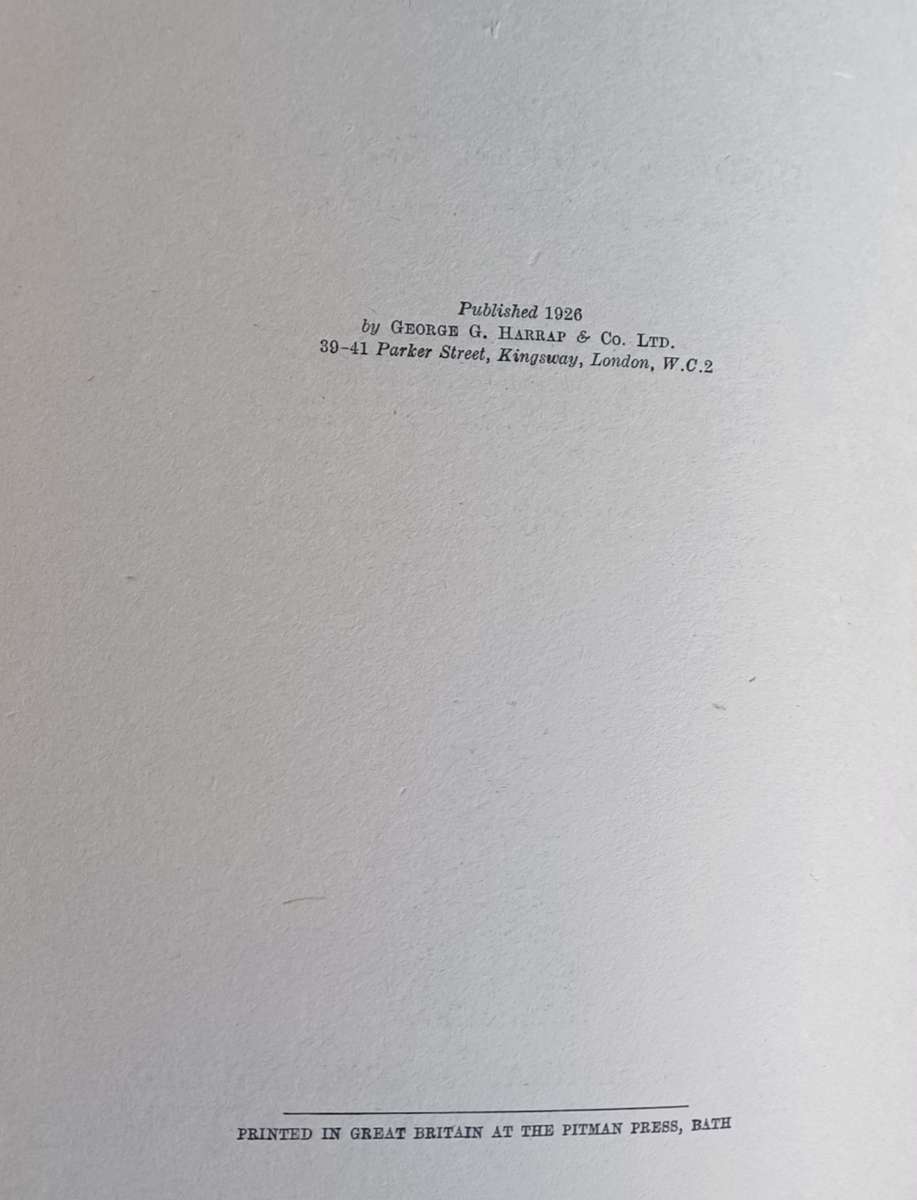 Published 1926
by GEORGE G. HARRAP & CO. LTD.
39-41 Parker Street, Kingsway, London, W.C.2
PRINTED IN GREAT BRITAIN AT THE PITMAN PRESS, BATH